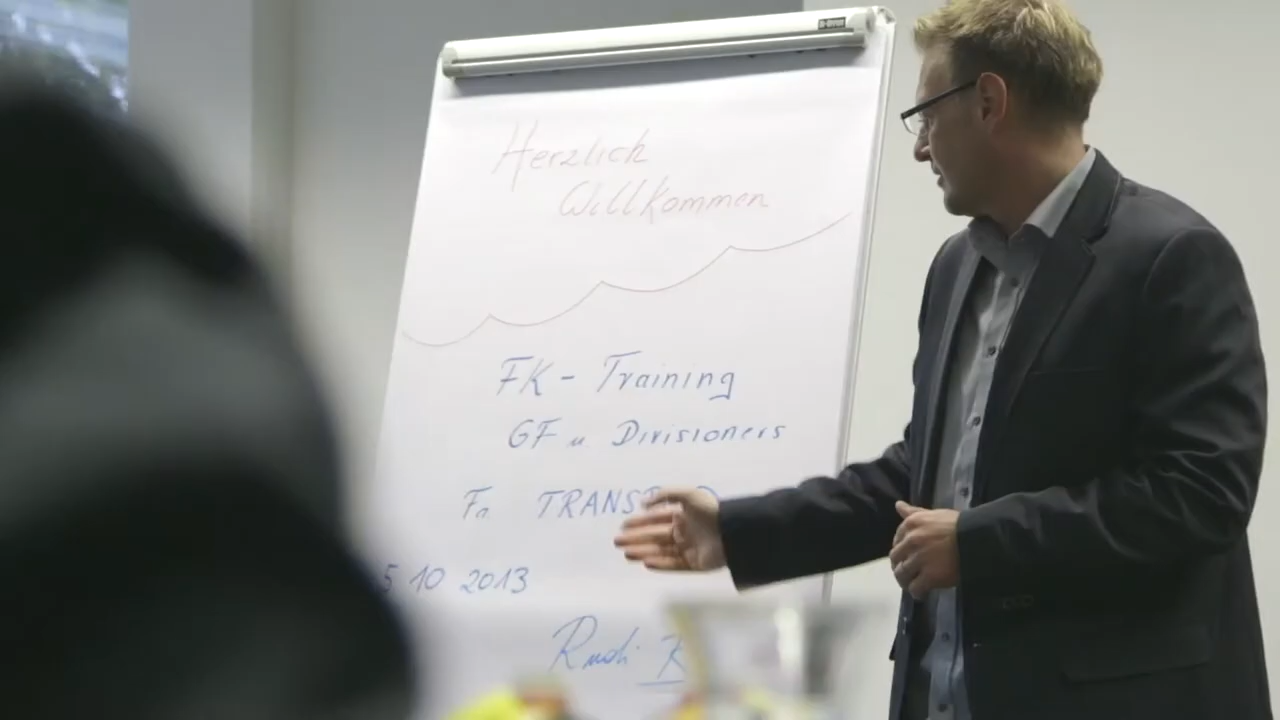 Herzlich
Willkommen
FK - Training
GF u Divisioners
Fa
5 10 2013
Rudi